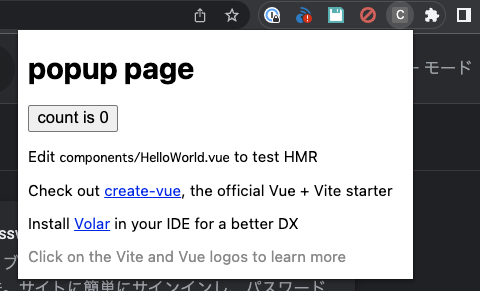 C
popup page
モード
count is 0
Edit components/HelloWorld.vue to test HMR
Check out create-vue, the official Vue + Vite starter
Install Volar in your IDE for a better DX
Click on the Vite and Vue logos to learn more
サイトに簡単にサインインし、パスワード